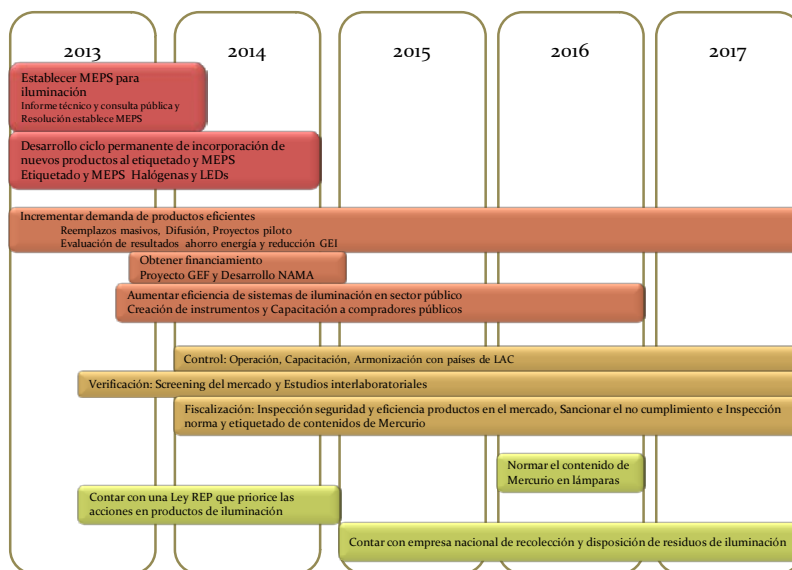 2013
2014
2015
2016
2017
Establecer MEPS para
iluminación
Informe técnico y consulta pública y
Resolución establece MEPS
Desarrollo ciclo permanente de incorporación de
nuevos productos al etiquetado y MEPS
Etiquetado y MEPS Halógenas y LEDs
Incrementar demanda de productos eficientes
Reemplazos masivos, Difusión, Proyectos piloto
Evaluación de resultados ahorro energía y reducción GEI
Obtener financiamiento
Proyecto GEF y Desarrollo NAMA
Aumentar eficiencia de sistemas de iluminación en sector público
Creación de instrumentos y Capacitación a compradores públicos
Control: Operación, Capacitación, Armonización con países de LAC
Verificación: Screening del mercado y Estudios interlaboratoriales
Fiscalización: Inspección seguridad y eficiencia productos en el mercado, Sancionar el no cumplimiento e Inspección
norma y etiquetado de contenidos de Mercurio
Normar el contenido de
Mercurio en lámparas
Contar con una Ley REP que priorice las
acciones en productos de iluminación
Contar con empresa nacional de recolección y disposición de residuos de iluminación